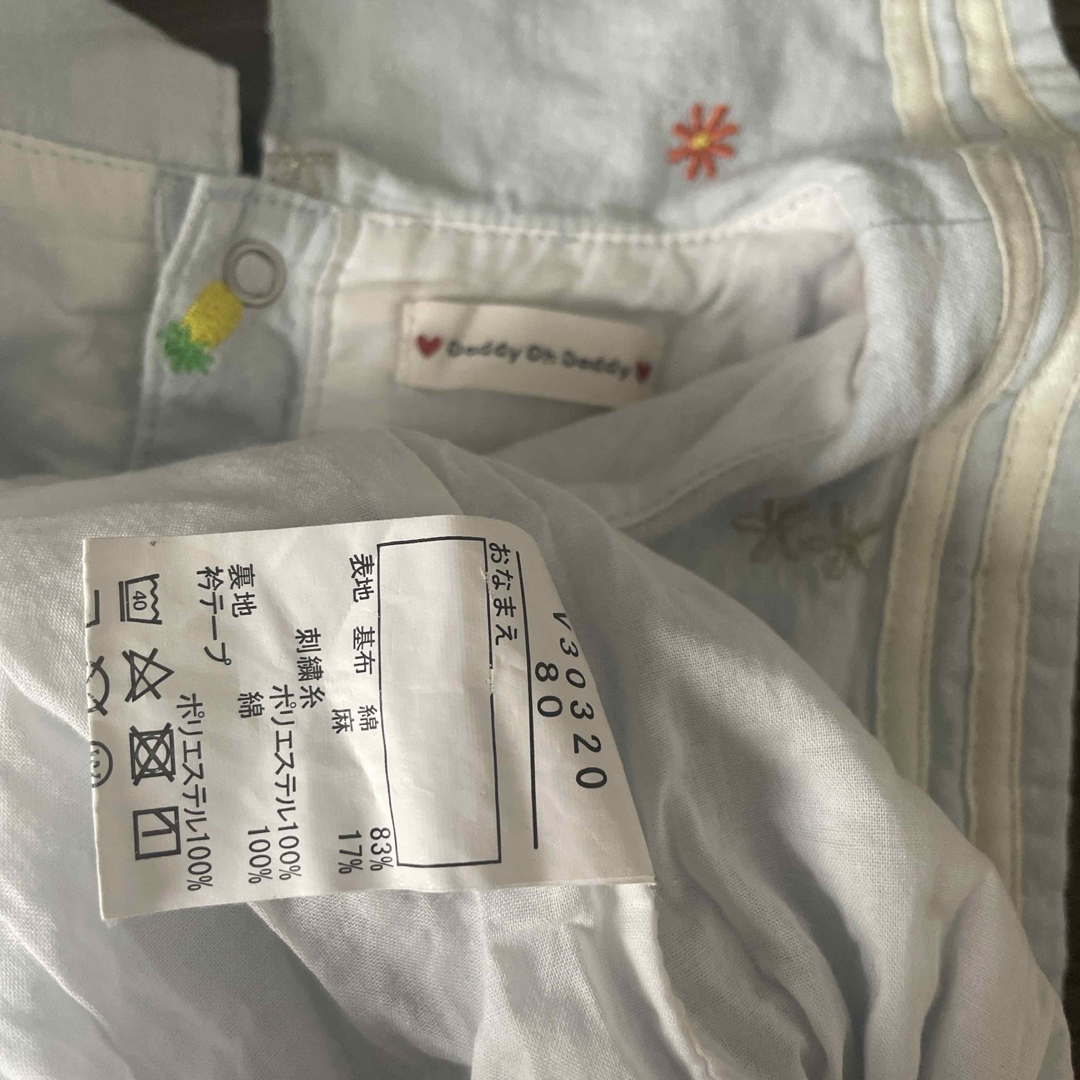 Daddy Oh Daddy
V30320
80
おなまえ
表地 基布 綿 83%
麻 17%
刺繍糸 ポリエステル100%
裏地 綿 100%
衿テープ ポリエステル100%
40